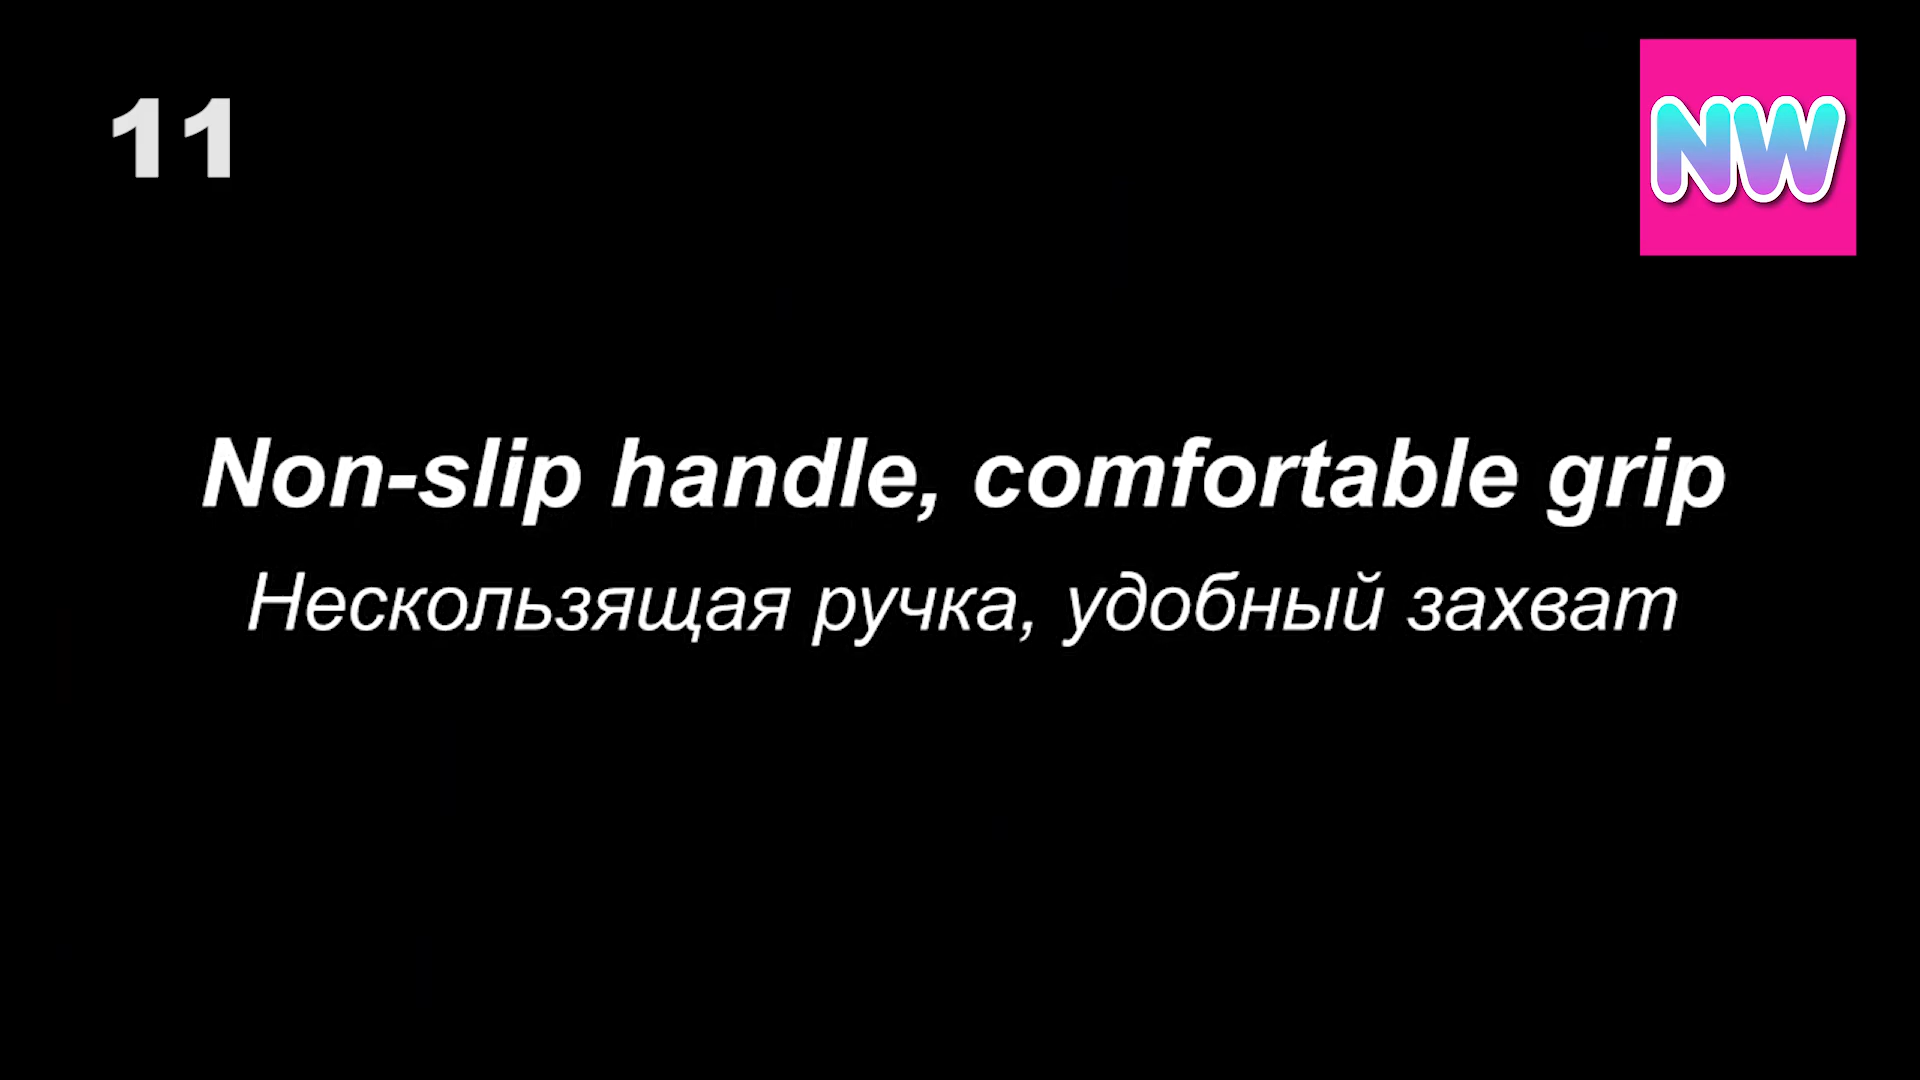 11
NW
Non-slip handle, comfortable grip
Нескользящая ручка, удобный захват